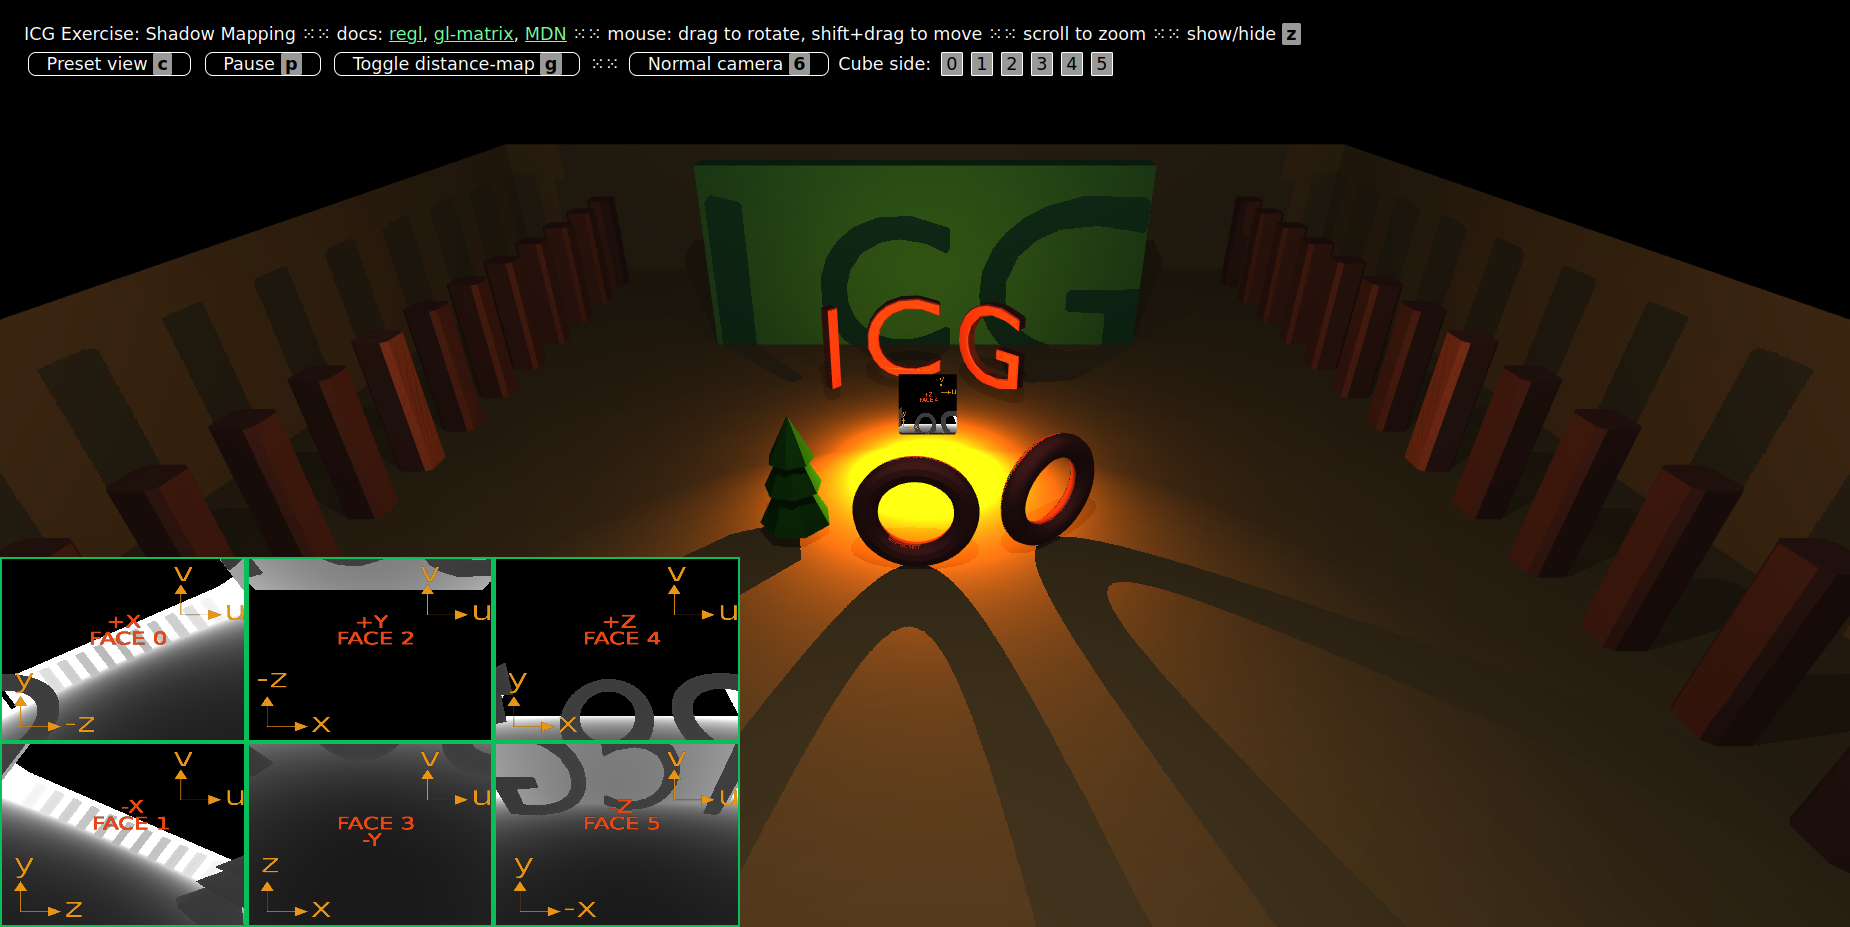 ICG Exercise: Shadow Mapping ⁙⁙ docs: regl, gl-matrix, MDN ⁙⁙ mouse: drag to rotate, shift+drag to move ⁙⁙ scroll to zoom ⁙⁙ show/hide z
Preset view c Pause p Toggle distance-map g ⁙⁙ Normal camera 6 Cube side: 0 1 2 3 4 5
I C G
ICG
y
u
+Z
FACE 4
y
v
u
+X
FACE 0
y
-z
v
u
+Y
FACE 2
-z
x
v
u
+Z
FACE 4
y
x
v
u
-X
FACE 1
y
z
v
u
FACE 3
-Y
z
x
v
u
-Z
FACE 5
y
-x